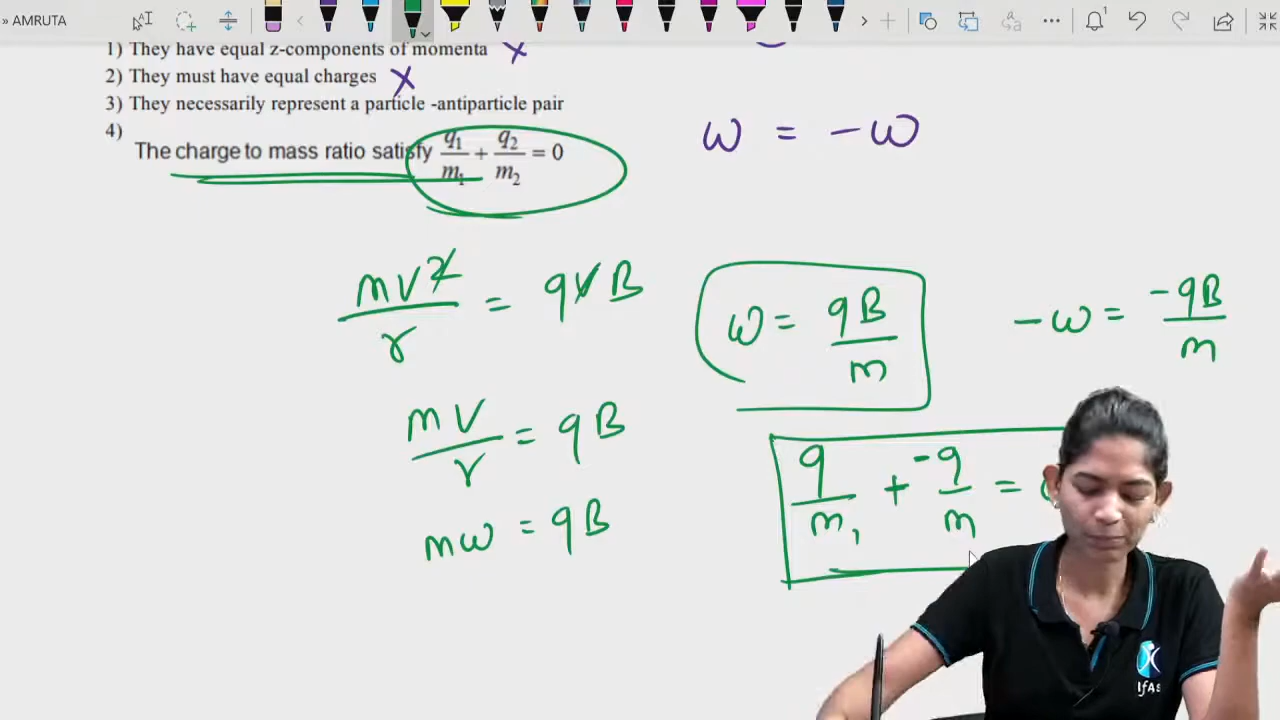 » AMRUTA
1) They have equal z-components of momenta X
2) They must have equal charges X
3) They necessarily represent a particle -antiparticle pair
4)
The charge to mass ratio satisfy q₁/m₁ + q₂/m₂ = 0
ω = -ω
mv²/r = qvB
ω = qB/m
-ω = -qB/m
mv/r = qB
q/m₁ + -q/m =
mω = qB
IFAS